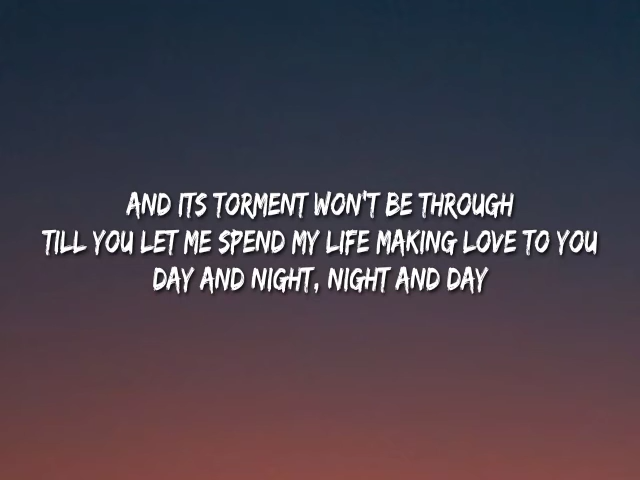 AND ITS TORMENT WON'T BE THROUGH
TILL YOU LET ME SPEND MY LIFE MAKING LOVE TO YOU
DAY AND NIGHT, NIGHT AND DAY